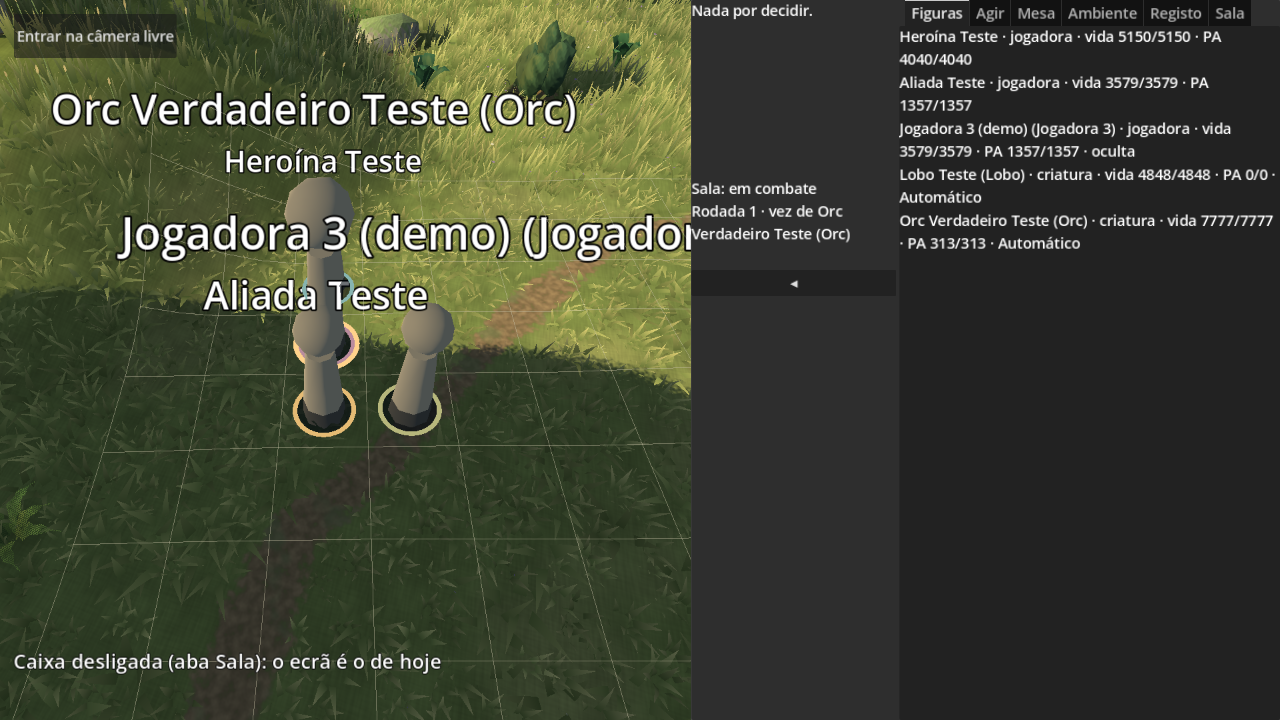 Entrar na câmera livre
Orc Verdadeiro Teste (Orc)
Heroína Teste
Jogadora 3 (demo) (Jogador
Aliada Teste
Caixa desligada (aba Sala): o ecrã é o de hoje
Nada por decidir.
Sala: em combate
Rodada 1 · vez de Orc
Verdadeiro Teste (Orc)
Figuras Agir Mesa Ambiente Registo Sala
Heroína Teste · jogadora · vida 5150/5150 · PA
4040/4040
Aliada Teste · jogadora · vida 3579/3579 · PA
1357/1357
Jogadora 3 (demo) (Jogadora 3) · jogadora · vida
3579/3579 · PA 1357/1357 · oculta
Lobo Teste (Lobo) · criatura · vida 4848/4848 · PA 0/0 ·
Automático
Orc Verdadeiro Teste (Orc) · criatura · vida 7777/7777
· PA 313/313 · Automático